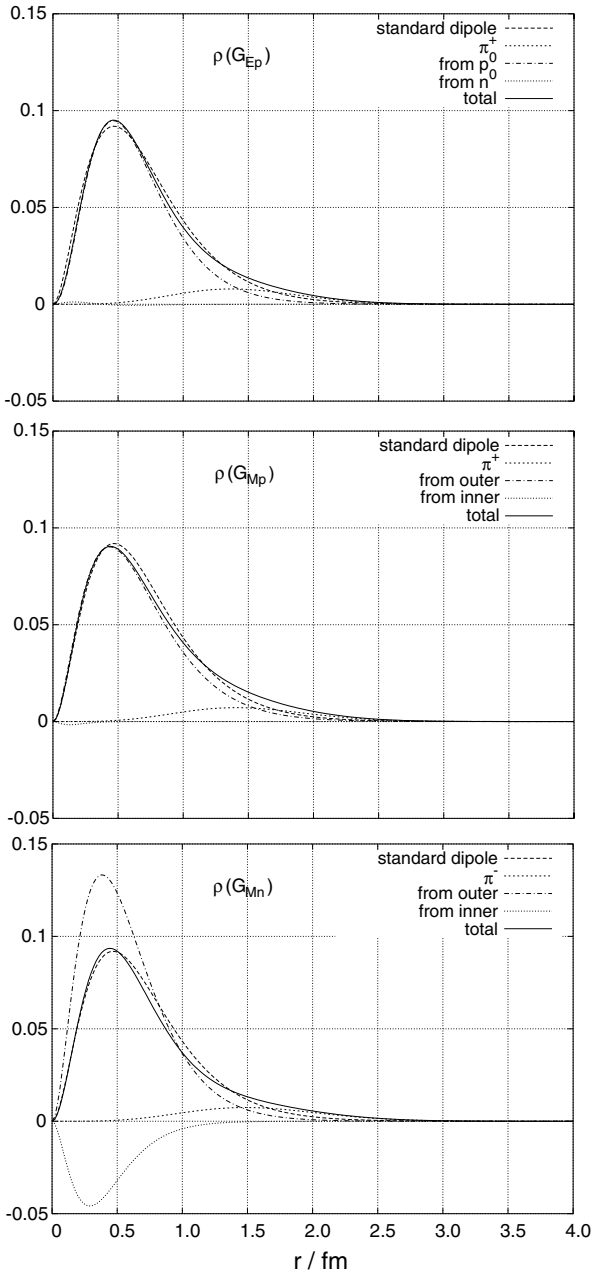 0.15
ρ(G_Ep)
standard dipole
π+
from p0
from n0
total
0.1
0.05
0
-0.05
0.15
ρ(G_Mp)
standard dipole
π+
from outer
from inner
total
0.1
0.05
0
-0.05
0.15
ρ(G_Mn)
standard dipole
π-
from outer
from inner
total
0.1
0.05
0
-0.05
0 0.5 1.0 1.5 2.0 2.5 3.0 3.5 4.0
r / fm